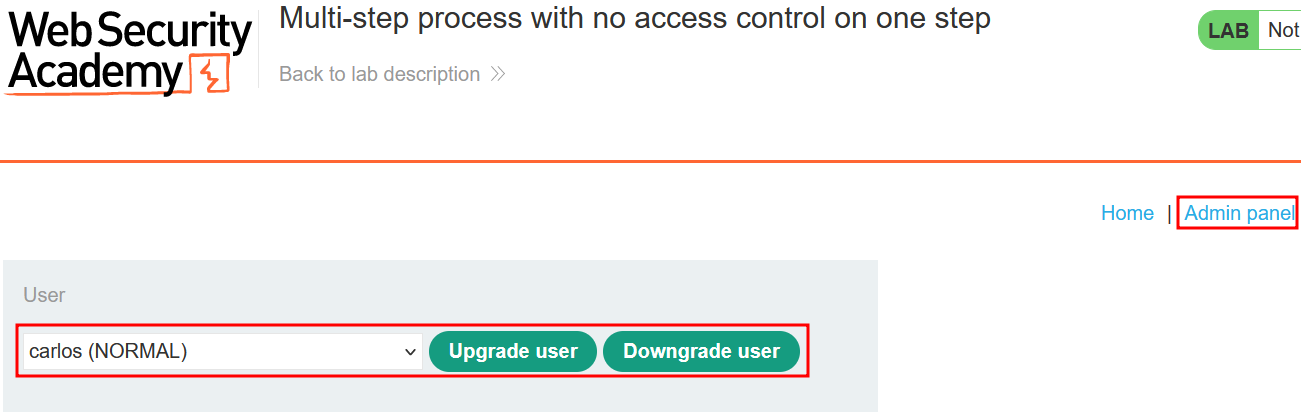 Web Security
Academy
Multi-step process with no access control on one step
Back to lab description
LAB
Not
Home | Admin panel
User
carlos (NORMAL)
Upgrade user
Downgrade user